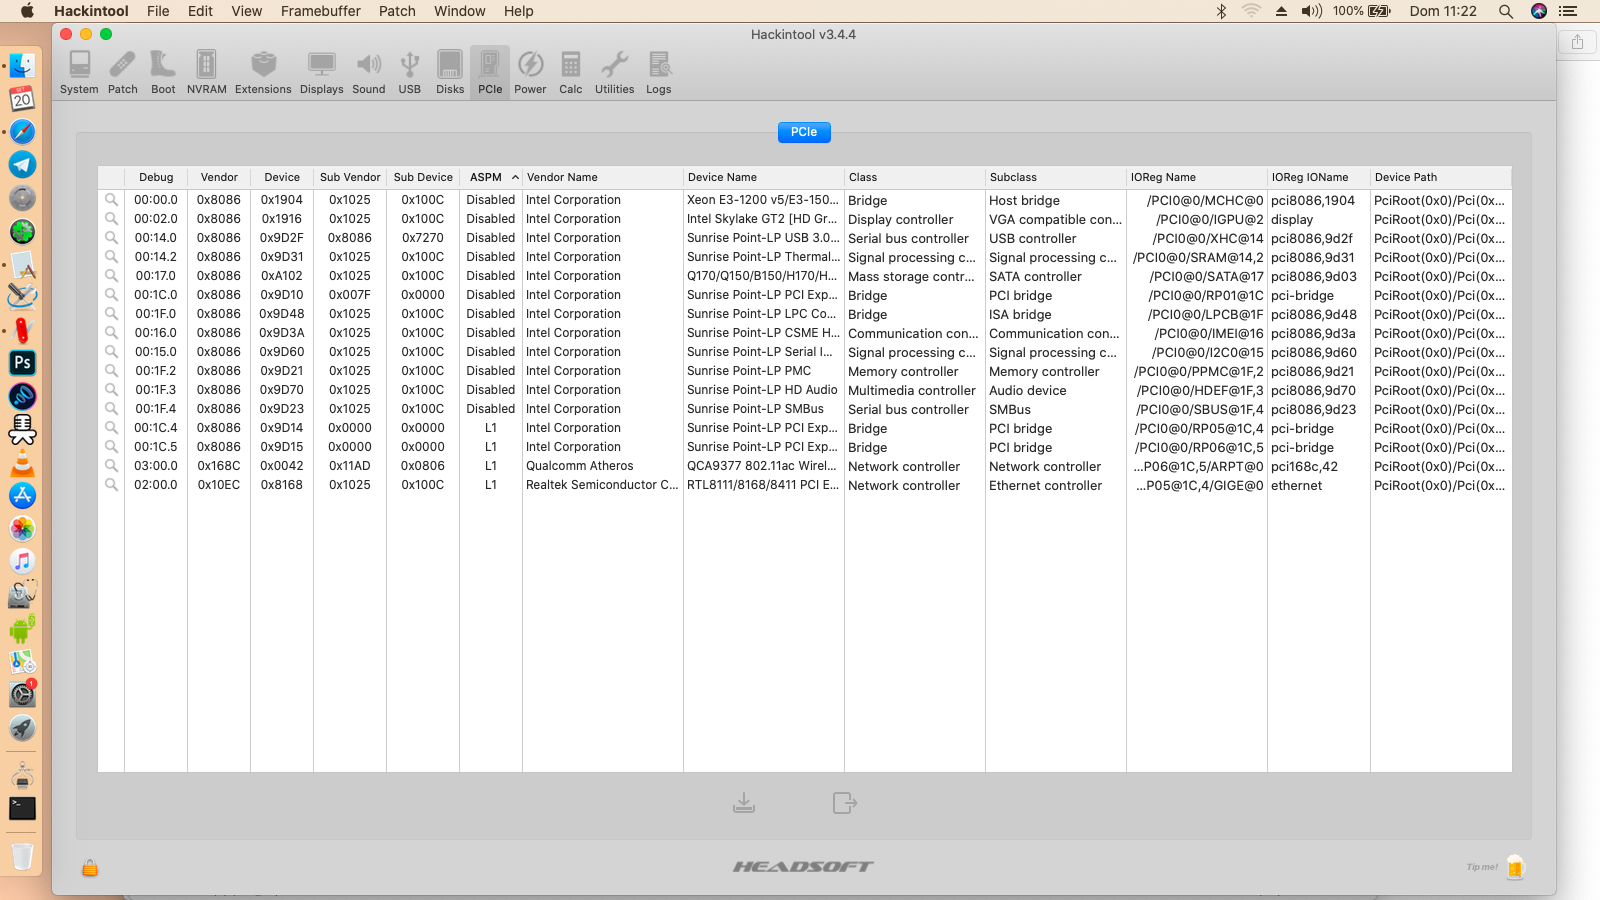 Hackintool File Edit View Framebuffer Patch Window Help 100% Dom 11:22
Hackintool v3.4.4
System Patch Boot NVRAM Extensions Displays Sound USB Disks PCIe Power Calc Utilities Logs
PCIe
Debug Vendor Device Sub Vendor Sub Device ASPM Vendor Name Device Name Class Subclass IOReg Name IOReg IOName Device Path
00:00.0 0x8086 0x1904 0x1025 0x100C Disabled Intel Corporation Xeon E3-1200 v5/E3-150... Bridge Host bridge /PCI0@0/MCHC@0 pci8086,1904 PciRoot(0x0)/Pci(0x...
00:02.0 0x8086 0x1916 0x1025 0x100C Disabled Intel Corporation Intel Skylake GT2 [HD Gr... Display controller VGA compatible con... /PCI0@0/IGPU@2 display PciRoot(0x0)/Pci(0x...
00:14.0 0x8086 0x9D2F 0x8086 0x7270 Disabled Intel Corporation Sunrise Point-LP USB 3.0... Serial bus controller USB controller /PCI0@0/XHC@14 pci8086,9d2f PciRoot(0x0)/Pci(0x...
00:14.2 0x8086 0x9D31 0x1025 0x100C Disabled Intel Corporation Sunrise Point-LP Thermal... Signal processing c... Signal processing c... /PCI0@0/SRAM@14,2 pci8086,9d31 PciRoot(0x0)/Pci(0x...
00:17.0 0x8086 0xA102 0x1025 0x100C Disabled Intel Corporation Q170/Q150/B150/H170/H... Mass storage contr... SATA controller /PCI0@0/SATA@17 pci8086,9d03 PciRoot(0x0)/Pci(0x...
00:1C.0 0x8086 0x9D10 0x007F 0x0000 Disabled Intel Corporation Sunrise Point-LP PCI Exp... Bridge PCI bridge /PCI0@0/RP01@1C pci-bridge PciRoot(0x0)/Pci(0x...
00:1F.0 0x8086 0x9D48 0x1025 0x100C Disabled Intel Corporation Sunrise Point-LP LPC Co... Bridge ISA bridge /PCI0@0/LPCB@1F pci8086,9d48 PciRoot(0x0)/Pci(0x...
00:16.0 0x8086 0x9D3A 0x1025 0x100C Disabled Intel Corporation Sunrise Point-LP CSME H... Communication con... Communication con... /PCI0@0/IMEI@16 pci8086,9d3a PciRoot(0x0)/Pci(0x...
00:15.0 0x8086 0x9D60 0x1025 0x100C Disabled Intel Corporation Sunrise Point-LP Serial I... Signal processing c... Signal processing c... /PCI0@0/I2C0@15 pci8086,9d60 PciRoot(0x0)/Pci(0x...
00:1F.2 0x8086 0x9D21 0x1025 0x100C Disabled Intel Corporation Sunrise Point-LP PMC Memory controller Memory controller /PCI0@0/PPMC@1F,2 pci8086,9d21 PciRoot(0x0)/Pci(0x...
00:1F.3 0x8086 0x9D70 0x1025 0x100C Disabled Intel Corporation Sunrise Point-LP HD Audio Multimedia controller Audio device /PCI0@0/HDEF@1F,3 pci8086,9d70 PciRoot(0x0)/Pci(0x...
00:1F.4 0x8086 0x9D23 0x1025 0x100C Disabled Intel Corporation Sunrise Point-LP SMBus Serial bus controller SMBus /PCI0@0/SBUS@1F,4 pci8086,9d23 PciRoot(0x0)/Pci(0x...
00:1C.4 0x8086 0x9D14 0x0000 0x0000 L1 Intel Corporation Sunrise Point-LP PCI Exp... Bridge PCI bridge /PCI0@0/RP05@1C,4 pci-bridge PciRoot(0x0)/Pci(0x...
00:1C.5 0x8086 0x9D15 0x0000 0x0000 L1 Intel Corporation Sunrise Point-LP PCI Exp... Bridge PCI bridge /PCI0@0/RP06@1C,5 pci-bridge PciRoot(0x0)/Pci(0x...
03:00.0 0x168C 0x0042 0x11AD 0x0806 L1 Qualcomm Atheros QCA9377 802.11ac Wirel... Network controller Network controller ...P06@1C,5/ARPT@0 pci168c,42 PciRoot(0x0)/Pci(0x...
02:00.0 0x10EC 0x8168 0x1025 0x100C L1 Realtek Semiconductor C... RTL8111/8168/8411 PCI E... Network controller Ethernet controller ...P05@1C,4/GIGE@0 ethernet PciRoot(0x0)/Pci(0x...
HEADSOFT
Tip me!
SET
20
Ps
1